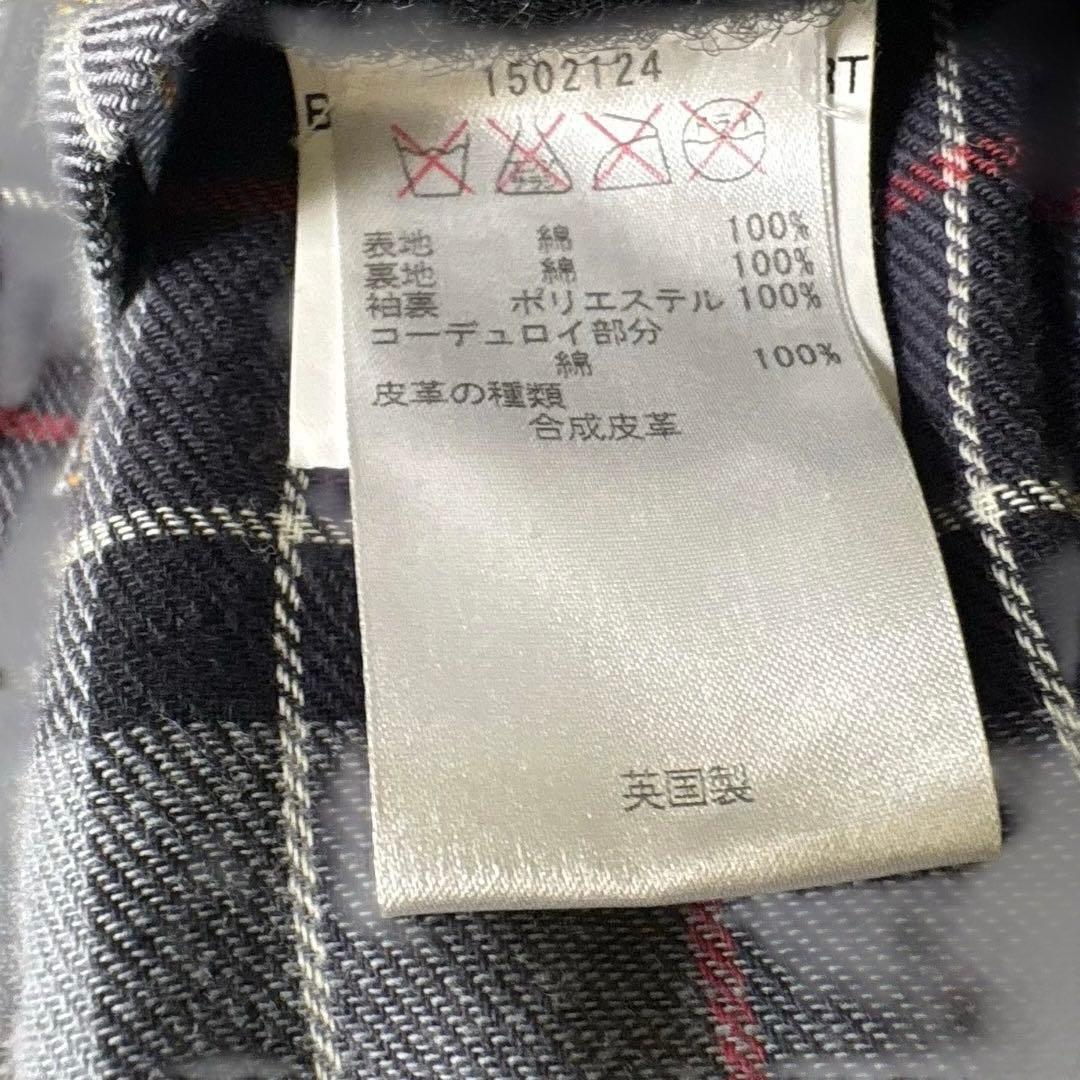 1502124
表地 綿 100%
裏地 綿 100%
袖裏 ポリエステル 100%
コーデュロイ部分
綿 100%
皮革の種類
合成皮革
英国製